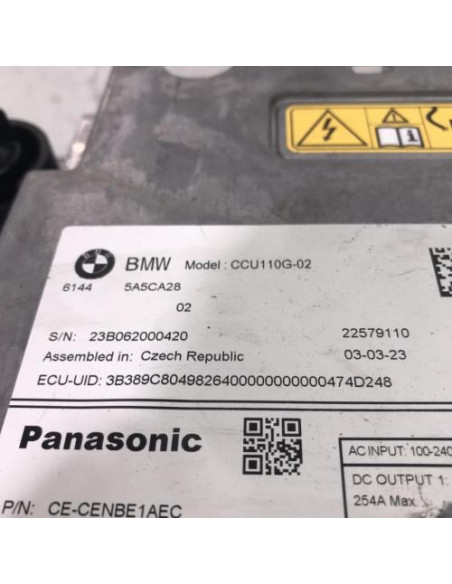 BMW Model : CCU110G-02
6144 5A5CA28
02
S/N: 23B062000420 22579110
Assembled in: Czech Republic 03-03-23
ECU-UID: 3B389C80498264000000000000474D248
Panasonic
AC INPUT: 100-240
DC OUTPUT 1:
254A Max.
P/N: CE-CENBE1AEC